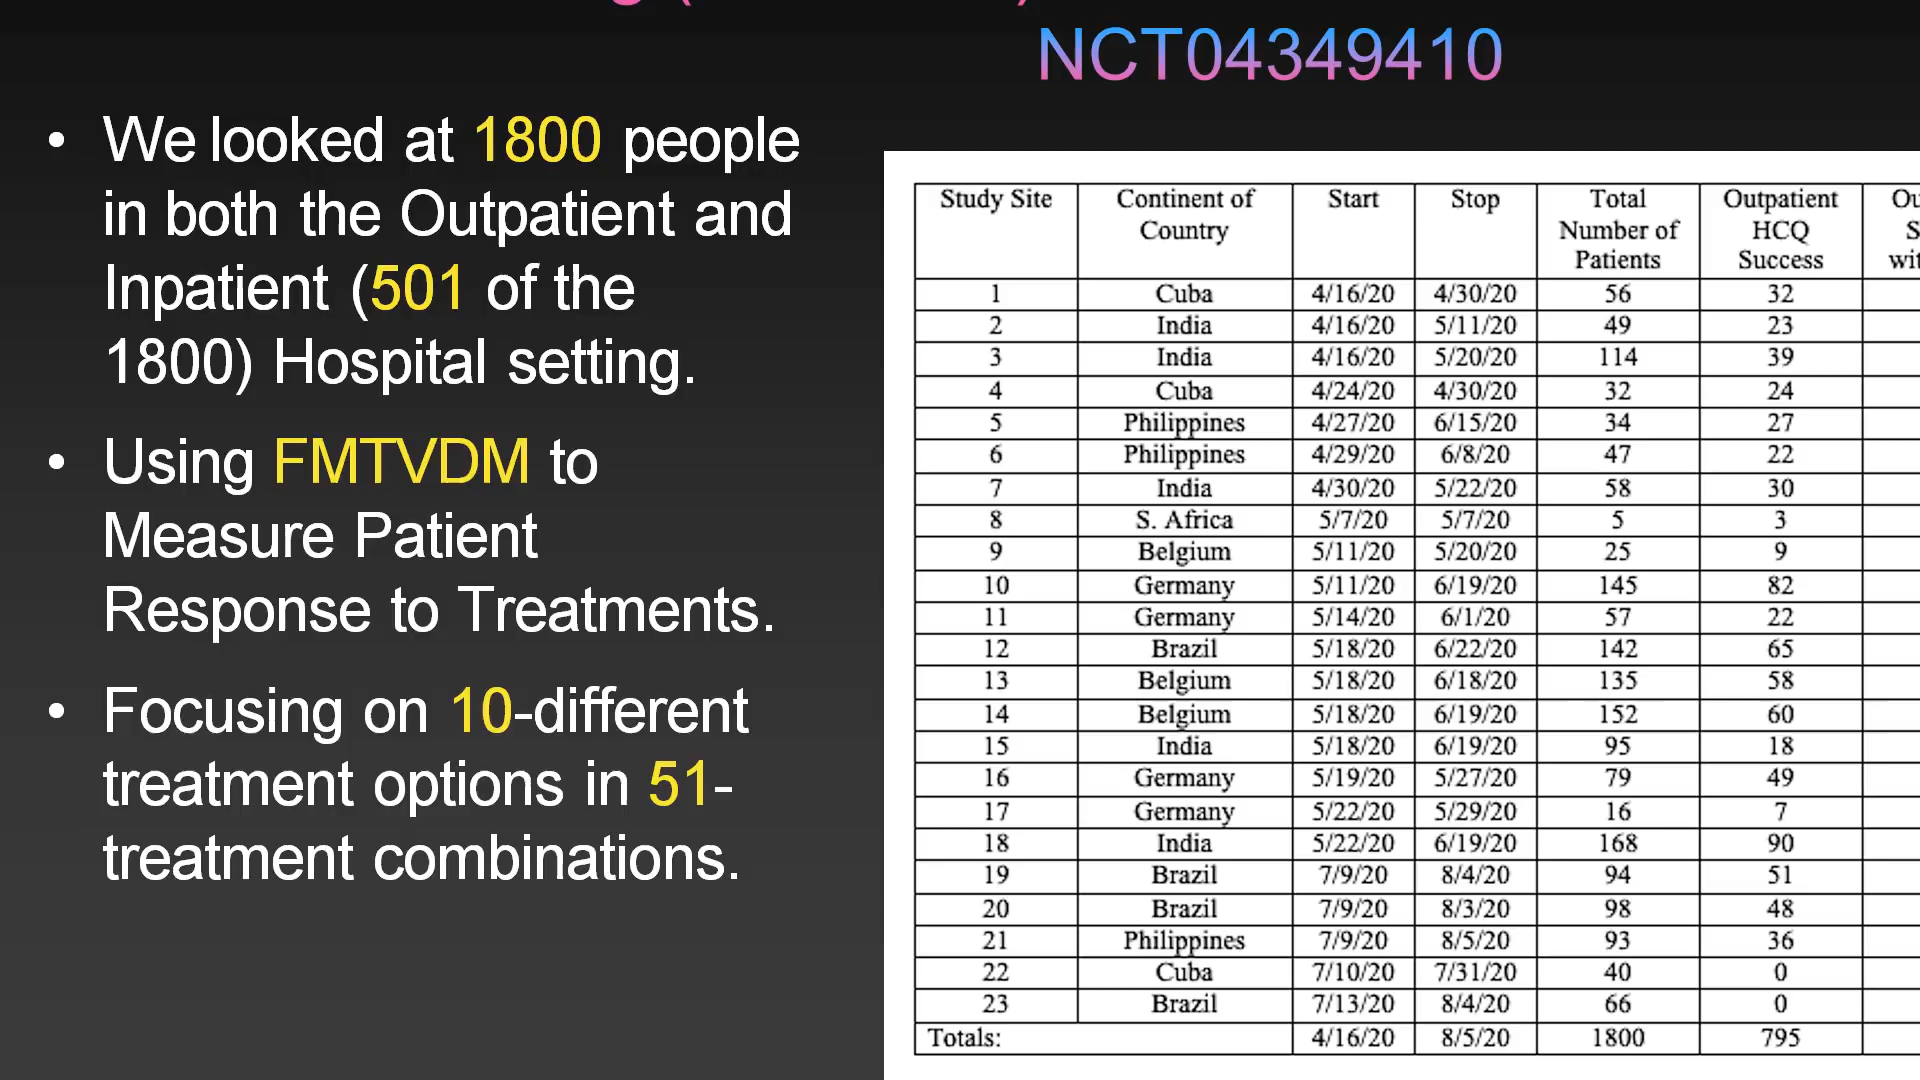 NCT04349410
• We looked at 1800 people
in both the Outpatient and
Inpatient (501 of the
1800) Hospital setting.
• Using FMTVDM to
Measure Patient
Response to Treatments.
• Focusing on 10-different
treatment options in 51-
treatment combinations.
Study Site Continent of Country Start Stop Total Number of Patients Outpatient HCQ Success
1 Cuba 4/16/20 4/30/20 56 32
2 India 4/16/20 5/11/20 49 23
3 India 4/16/20 5/20/20 114 39
4 Cuba 4/24/20 4/30/20 32 24
5 Philippines 4/27/20 6/15/20 34 27
6 Philippines 4/29/20 6/8/20 47 22
7 India 4/30/20 5/22/20 58 30
8 S. Africa 5/7/20 5/7/20 5 3
9 Belgium 5/11/20 5/20/20 25 9
10 Germany 5/11/20 6/19/20 145 82
11 Germany 5/14/20 6/1/20 57 22
12 Brazil 5/18/20 6/22/20 142 65
13 Belgium 5/18/20 6/18/20 135 58
14 Belgium 5/18/20 6/19/20 152 60
15 India 5/18/20 6/19/20 95 18
16 Germany 5/19/20 5/27/20 79 49
17 Germany 5/22/20 5/29/20 16 7
18 India 5/22/20 6/19/20 168 90
19 Brazil 7/9/20 8/4/20 94 51
20 Brazil 7/9/20 8/3/20 98 48
21 Philippines 7/9/20 8/5/20 93 36
22 Cuba 7/10/20 7/31/20 40 0
23 Brazil 7/13/20 8/4/20 66 0
Totals: 4/16/20 8/5/20 1800 795